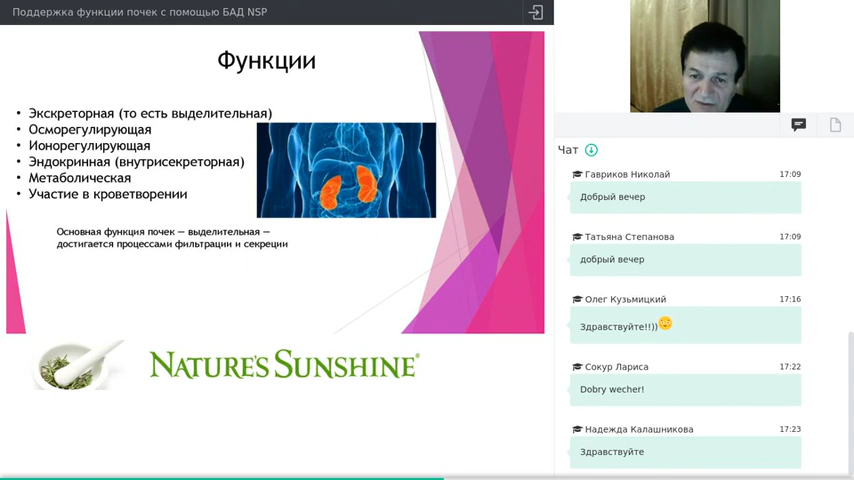 Поддержка функции почек с помощью БАД NSP
Функции
• Экскреторная (то есть выделительная)
• Осморегулирующая
• Ионорегулирующая
• Эндокринная (внутрисекреторная)
• Метаболическая
• Участие в кроветворении
Основная функция почек — выделительная —
достигается процессами фильтрации и секреции
NATURE'S SUNSHINE®
Чат
Гавриков Николай 17:09
Добрый вечер
Татьяна Степанова 17:09
добрый вечер
Олег Кузьмицкий 17:16
Здравствуйте!!))
Сокур Лариса 17:22
Dobry wecher!
Надежда Калашникова 17:23
Здравствуйте